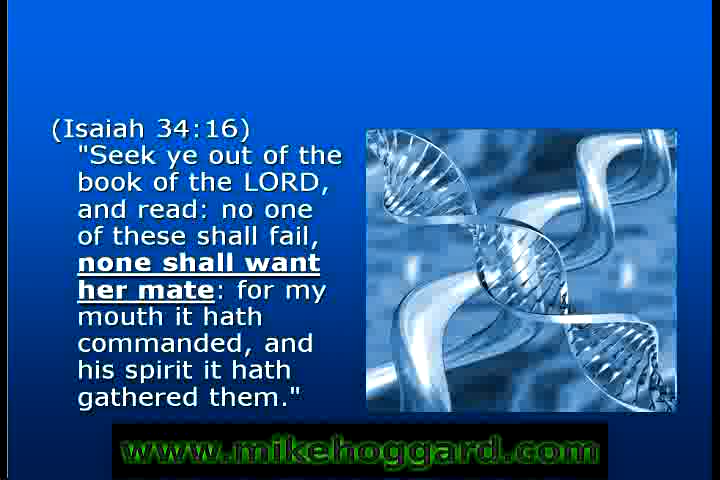 (Isaiah 34:16)
"Seek ye out of the
book of the LORD,
and read: no one
of these shall fail,
none shall want
her mate: for my
mouth it hath
commanded, and
his spirit it hath
gathered them."
www.mikehoggard.com